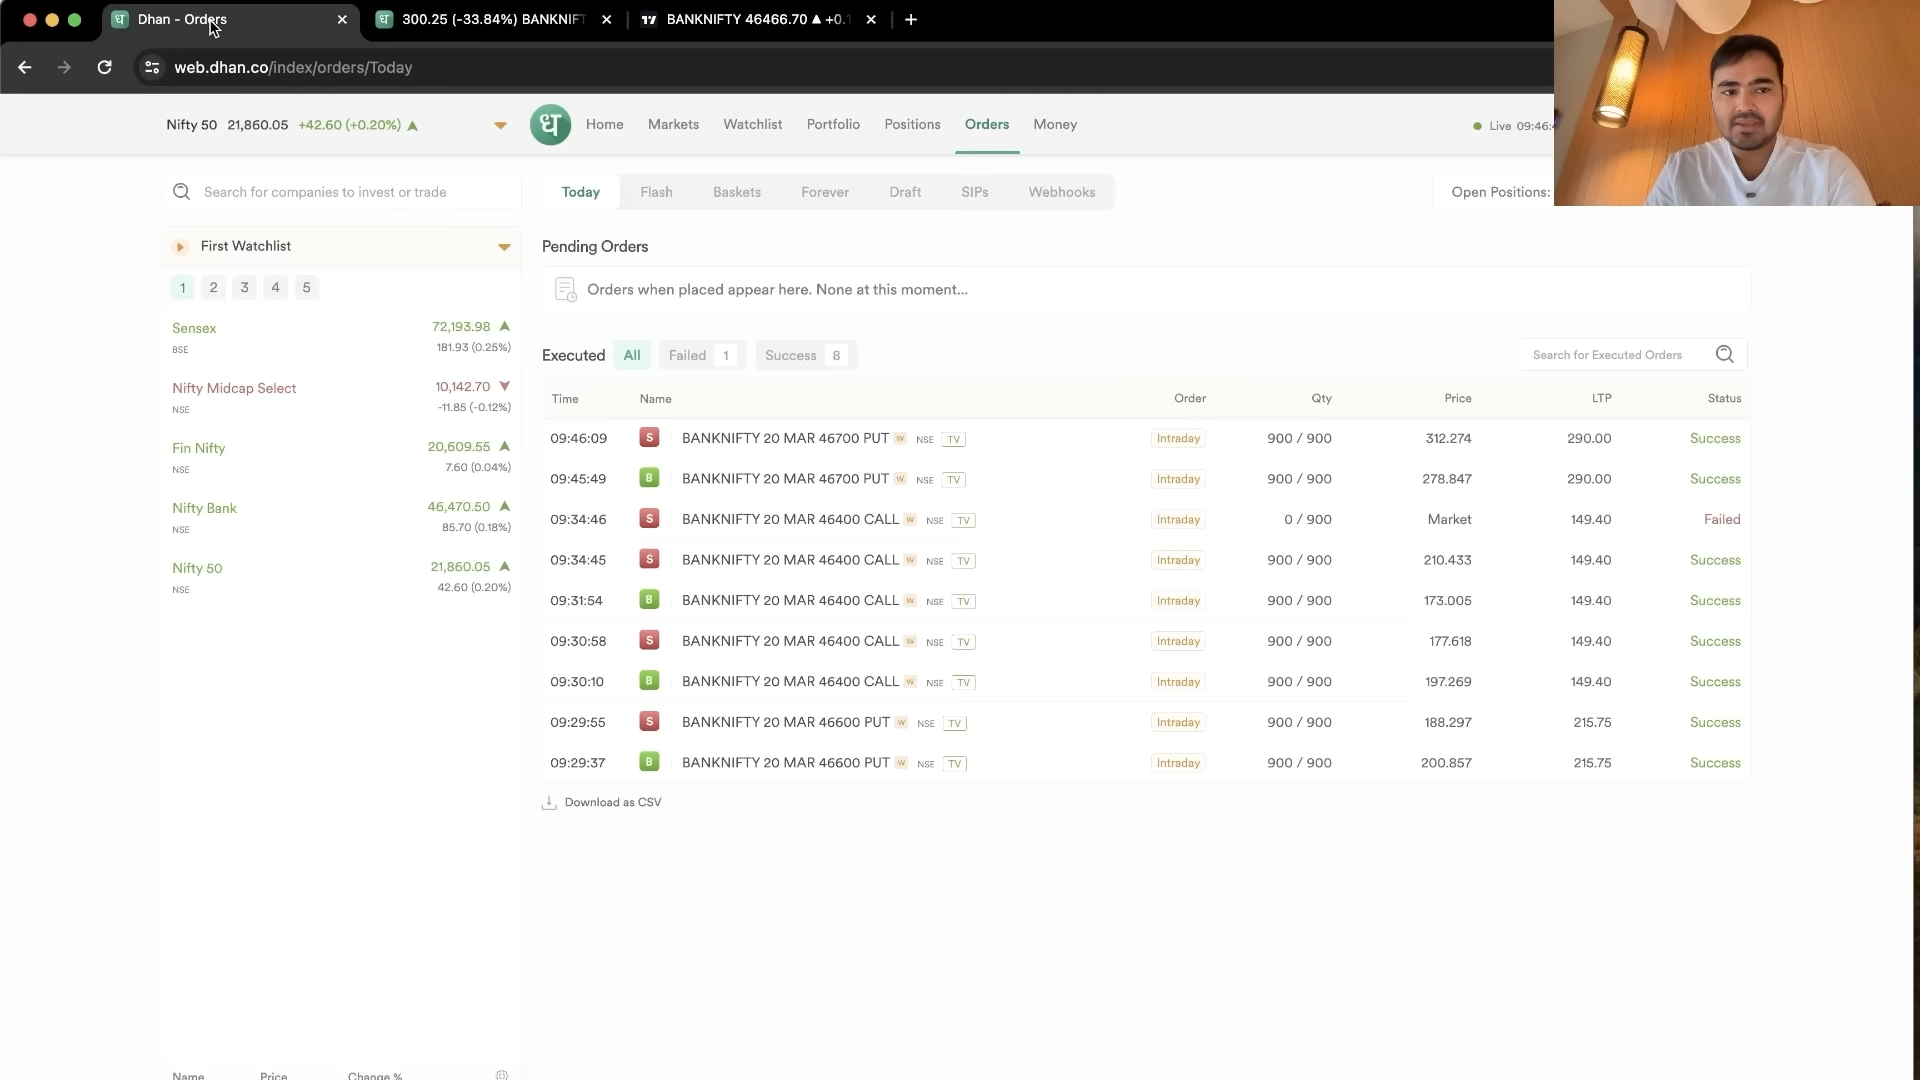 Dhan - Orders
300.25 (-33.84%) BANKNIFT
BANKNIFTY 46466.70 ▲ +0.1
web.dhan.co/index/orders/Today
Nifty 50 21,860.05 +42.60 (+0.20%) ▲
ध
Home Markets Watchlist Portfolio Positions Orders Money
Live 09:46:
Search for companies to invest or trade
Today Flash Baskets Forever Draft SIPs Webhooks
Open Positions:
First Watchlist
1 2 3 4 5
Sensex 72,193.98
BSE 181.93 (0.25%)
Nifty Midcap Select 10,142.70
NSE -11.85 (-0.12%)
Fin Nifty 20,609.55
NSE 7.60 (0.04%)
Nifty Bank 46,470.50
NSE 85.70 (0.18%)
Nifty 50 21,860.05
NSE 42.60 (0.20%)
Name Price Change %
Pending Orders
Orders when placed appear here. None at this moment...
Executed All Failed 1 Success 8
Search for Executed Orders
Time Name Order Qty Price LTP Status
09:46:09 S BANKNIFTY 20 MAR 46700 PUT W NSE TV Intraday 900 / 900 312.274 290.00 Success
09:45:49 B BANKNIFTY 20 MAR 46700 PUT W NSE TV Intraday 900 / 900 278.847 290.00 Success
09:34:46 S BANKNIFTY 20 MAR 46400 CALL W NSE TV Intraday 0 / 900 Market 149.40 Failed
09:34:45 S BANKNIFTY 20 MAR 46400 CALL W NSE TV Intraday 900 / 900 210.433 149.40 Success
09:31:54 B BANKNIFTY 20 MAR 46400 CALL W NSE TV Intraday 900 / 900 173.005 149.40 Success
09:30:58 S BANKNIFTY 20 MAR 46400 CALL W NSE TV Intraday 900 / 900 177.618 149.40 Success
09:30:10 B BANKNIFTY 20 MAR 46400 CALL W NSE TV Intraday 900 / 900 197.269 149.40 Success
09:29:55 S BANKNIFTY 20 MAR 46600 PUT W NSE TV Intraday 900 / 900 188.297 215.75 Success
09:29:37 B BANKNIFTY 20 MAR 46600 PUT W NSE TV Intraday 900 / 900 200.857 215.75 Success
Download as CSV